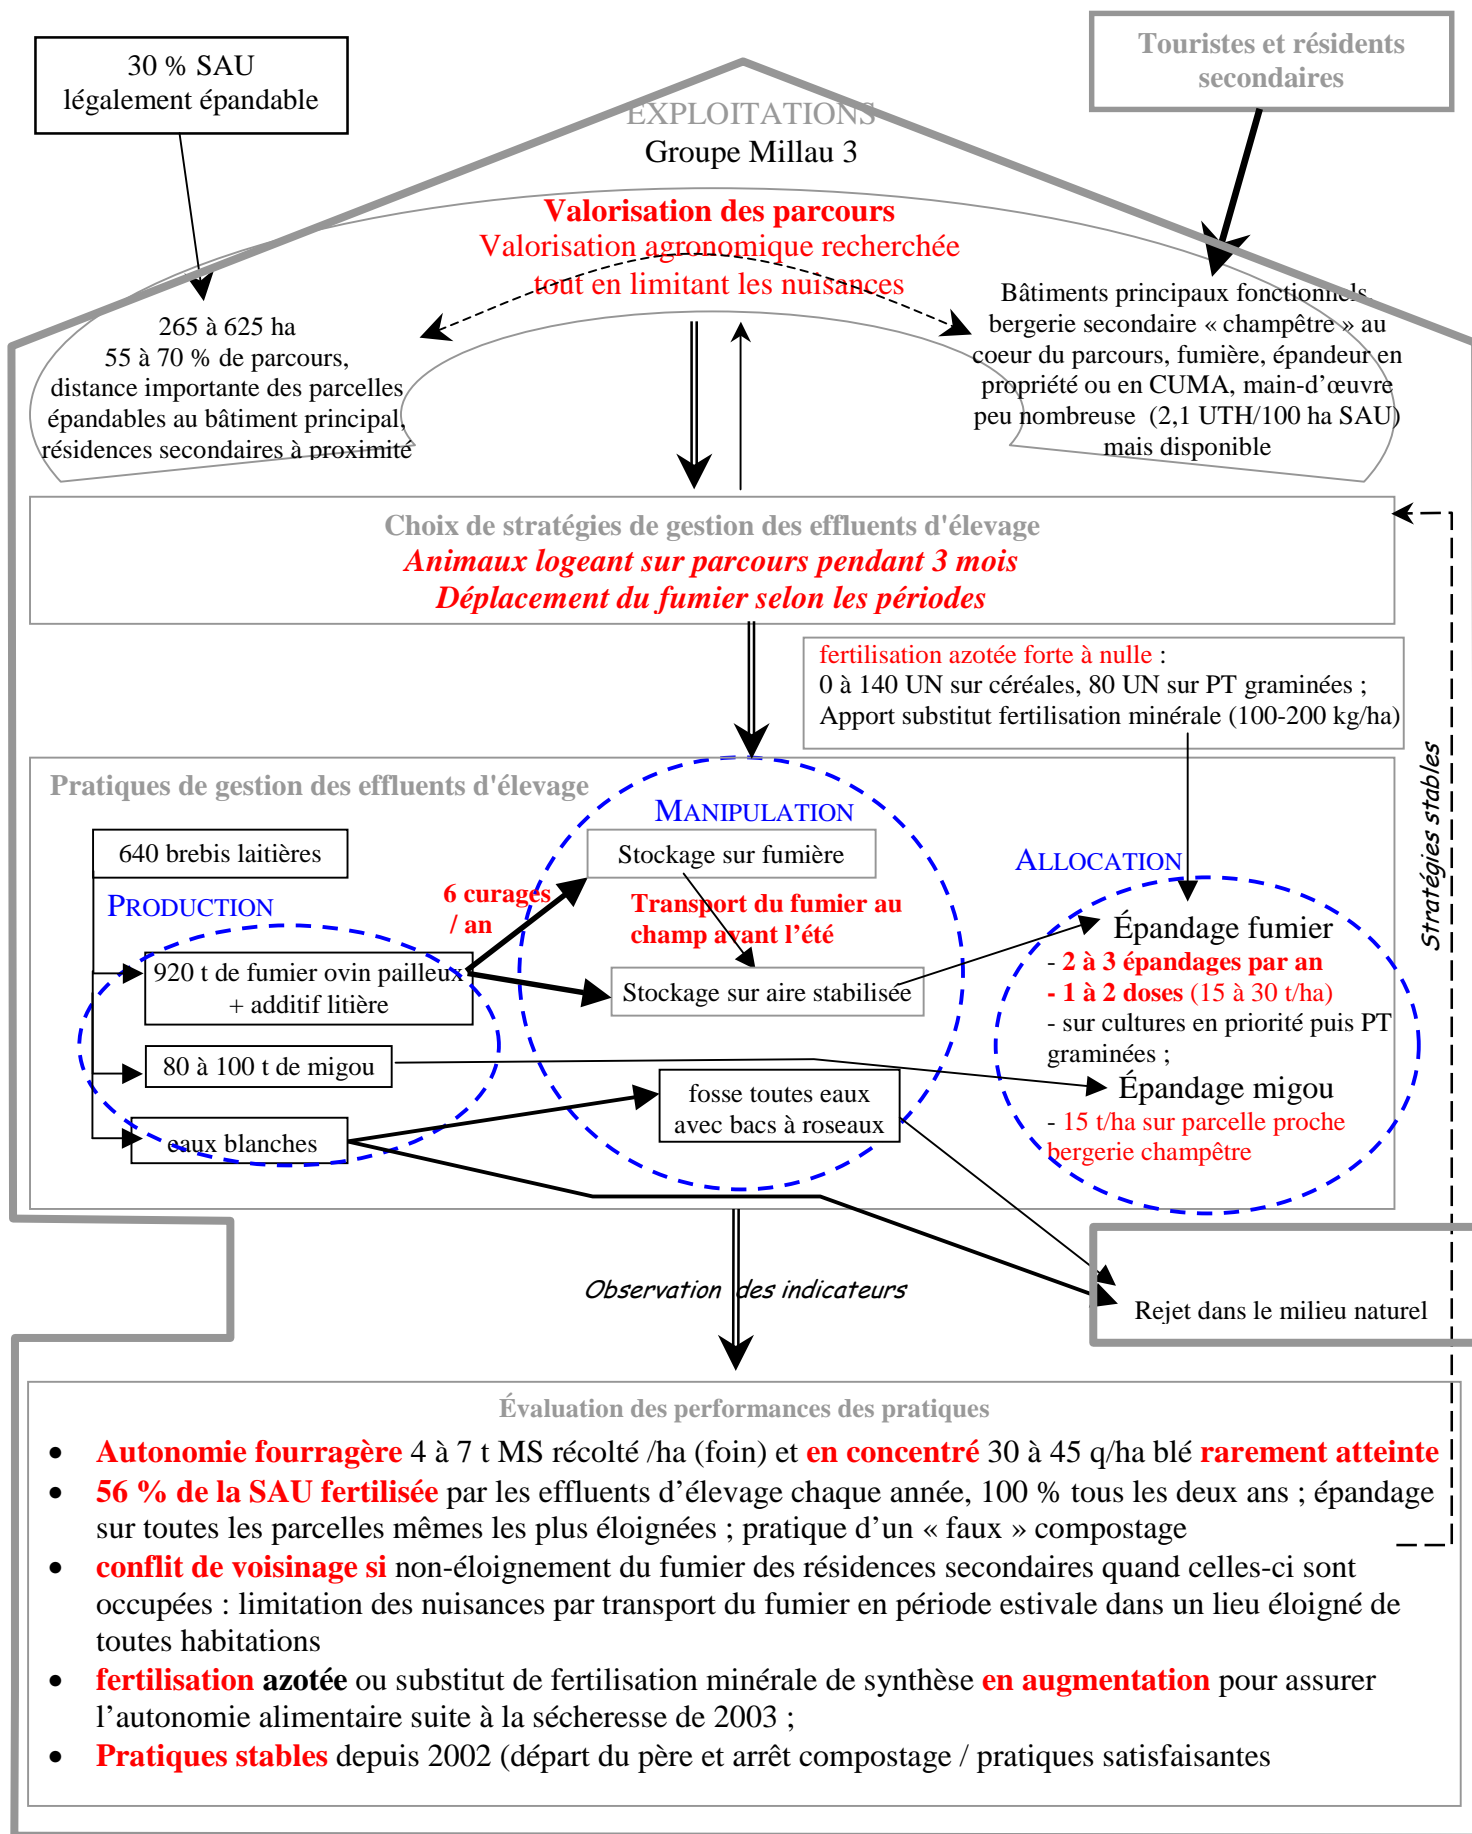 30 % SAU
légalement épandable
Touristes et résidents
secondaires
EXPLOITATIONS
Groupe Millau 3
Valorisation des parcours
Valorisation agronomique recherchée
tout en limitant les nuisances
265 à 625 ha
55 à 70 % de parcours,
distance importante des parcelles
épandables au bâtiment principal,
résidences secondaires à proximité
Bâtiments principaux fonctionnels,
bergerie secondaire « champêtre » au
coeur du parcours, fumière, épandeur en
propriété ou en CUMA, main-d’œuvre
peu nombreuse (2,1 UTH/100 ha SAU)
mais disponible
Choix de stratégies de gestion des effluents d'élevage
Animaux logeant sur parcours pendant 3 mois
Déplacement du fumier selon les périodes
fertilisation azotée forte à nulle :
0 à 140 UN sur céréales, 80 UN sur PT graminées ;
Apport substitut fertilisation minérale (100-200 kg/ha)
Stratégies stables
Pratiques de gestion des effluents d'élevage
MANIPULATION
640 brebis laitières
Stockage sur fumière
ALLOCATION
PRODUCTION
6 curages
/ an
Transport du fumier au
champ avant l’été
920 t de fumier ovin pailleux
+ additif litière
Stockage sur aire stabilisée
Épandage fumier
- 2 à 3 épandages par an
- 1 à 2 doses (15 à 30 t/ha)
- sur cultures en priorité puis PT
graminées ;
80 à 100 t de migou
Épandage migou
- 15 t/ha sur parcelle proche
bergerie champêtre
fosse toutes eaux
avec bacs à roseaux
eaux blanches
Observation des indicateurs
Rejet dans le milieu naturel
Évaluation des performances des pratiques
• Autonomie fourragère 4 à 7 t MS récolté /ha (foin) et en concentré 30 à 45 q/ha blé rarement atteinte
• 56 % de la SAU fertilisée par les effluents d’élevage chaque année, 100 % tous les deux ans ; épandage
sur toutes les parcelles mêmes les plus éloignées ; pratique d’un « faux » compostage
• conflit de voisinage si non-éloignement du fumier des résidences secondaires quand celles-ci sont
occupées : limitation des nuisances par transport du fumier en période estivale dans un lieu éloigné de
toutes habitations
• fertilisation azotée ou substitut de fertilisation minérale de synthèse en augmentation pour assurer
l’autonomie alimentaire suite à la sécheresse de 2003 ;
• Pratiques stables depuis 2002 (départ du père et arrêt compostage / pratiques satisfaisantes